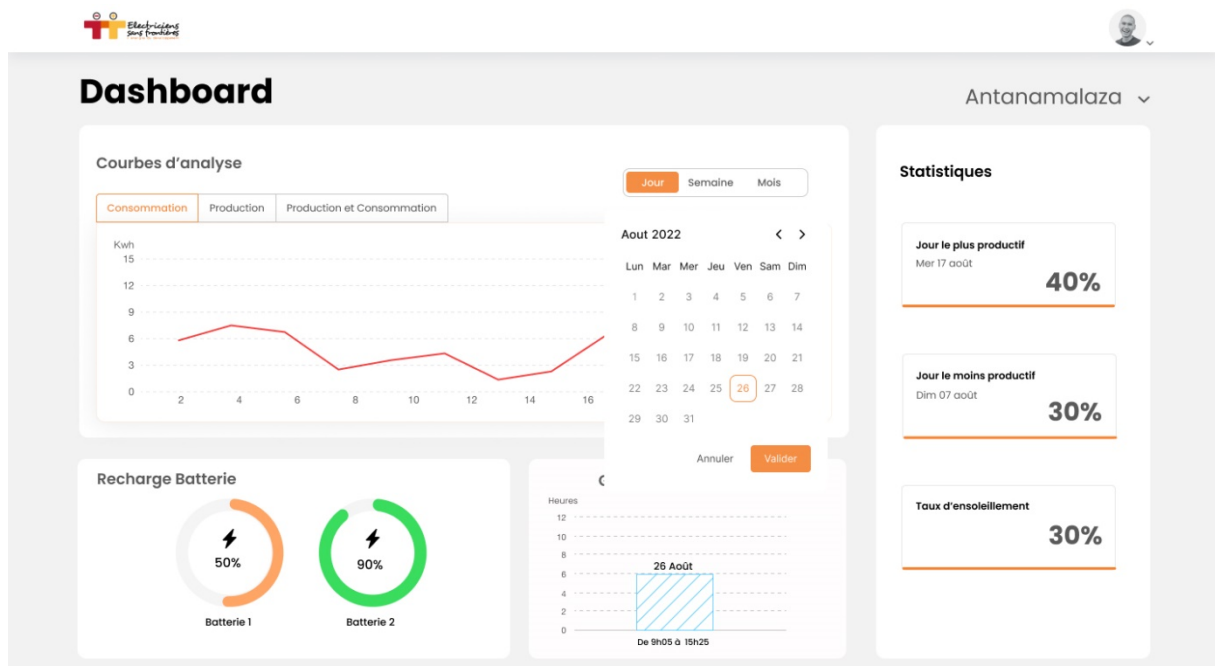 Electriciens
sans frontières
Dashboard
Antanamalaza
Courbes d'analyse
Consommation Production Production et Consommation
Kwh
15
12
9
6
3
0
2 4 6 8 10 12 14 16
Jour Semaine Mois
Aout 2022
Lun Mar Mer Jeu Ven Sam Dim
1 2 3 4 5 6 7
8 9 10 11 12 13 14
15 16 17 18 19 20 21
22 23 24 25 26 27 28
29 30 31
Annuler Valider
Statistiques
Jour le plus productif
Mer 17 août
40%
Jour le moins productif
Dim 07 août
30%
Taux d'ensoleillement
30%
Recharge Batterie
50%
90%
Batterie 1
Batterie 2
Heures
12
10
8
6
4
2
0
26 Août
De 9h05 à 15h25